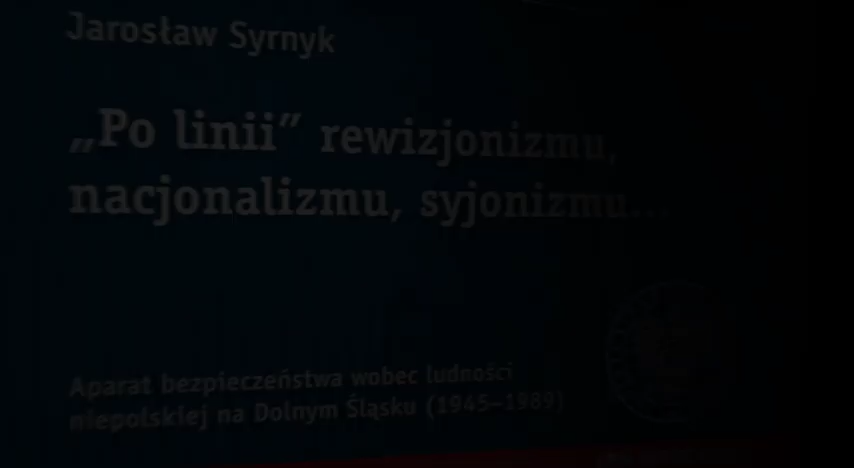 Jarosław Syrnyk
„Po linii” rewizjonizmu,
nacjonalizmu, syjonizmu...
Aparat bezpieczeństwa wobec ludności
niepolskiej na Dolnym Śląsku (1945–1989)